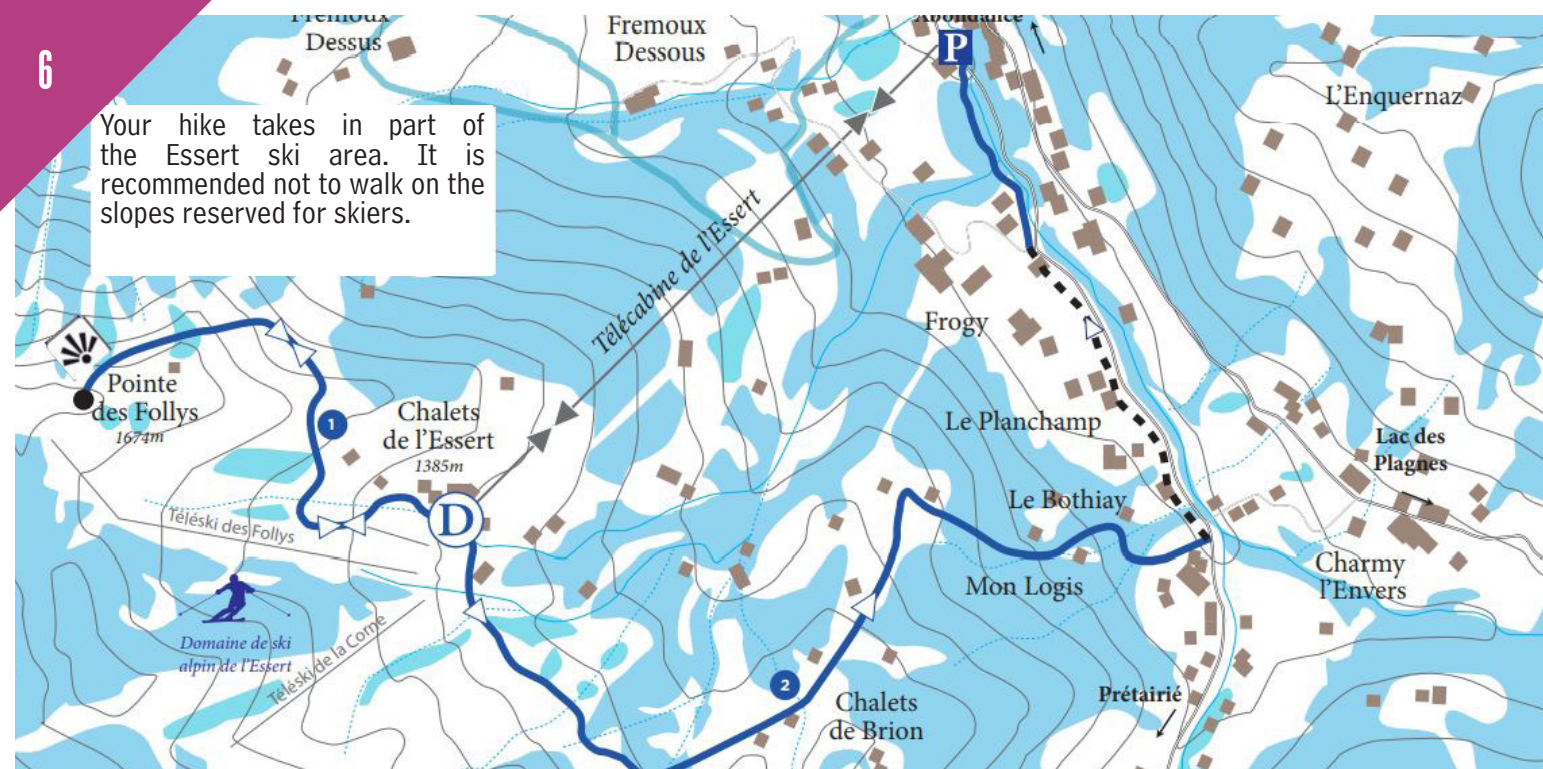 6
Fremoux
Dessus
Fremoux
Dessous
Abondance
P
L'Enquernaz
Your hike takes in part of
the Essert ski area. It is
recommended not to walk on the
slopes reserved for skiers.
Télécabine de l'Essert
Frogy
Pointe
des Follys
1674m
1
Chalets
de l'Essert
1385m
Le Planchamp
Lac des
Plagnes
D
Le Bothiay
Téléski des Follys
Mon Logis
Charmy
l'Envers
Domaine de ski
alpin de l'Essert
Téléski de la Corne
2
Chalets
de Brion
Prétairié